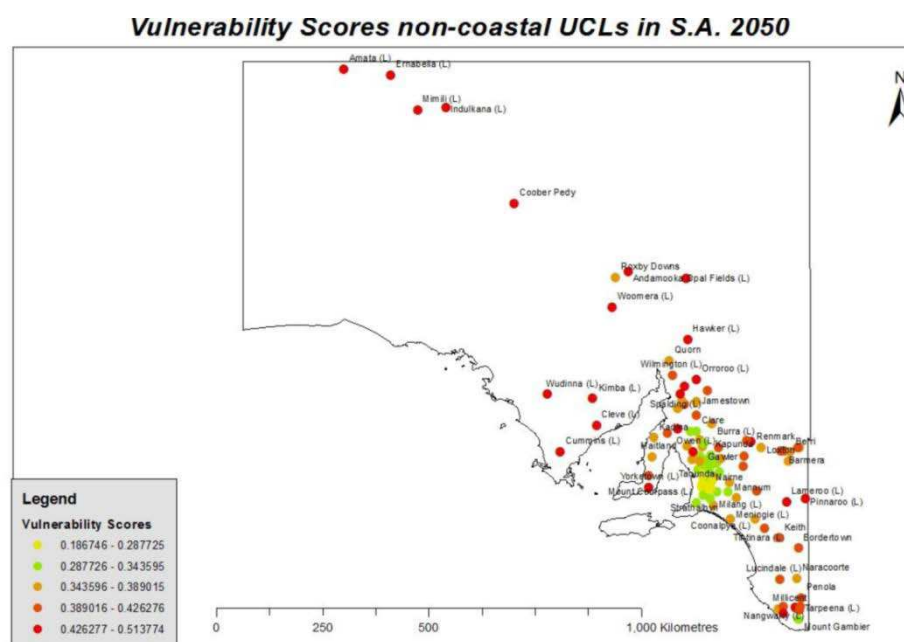 Vulnerability Scores non-coastal UCLs in S.A. 2050
Amata (L)
Ernabella (L)
N
Mimili (L)
Indulkana (L)
Coober Pedy
Roxby Downs
Andamooka Opal Fields (L)
Woomera (L)
Hawker (L)
Quorn
Wilmington (L)
Orroroo (L)
Wudinna (L)
Kimba (L)
Jamestown
Spalding (L)
Cleve (L)
Clare
Kadina
Burra (L)
Renmark
Cummins (L)
Maitland
Owen (L)
Kapunda
Loxton
Berri
Gawler
Barmera
Yorketown (L)
Tanunda
Nairne
Mount Compass (L)
Mannum
Lameroo (L)
Pinnaroo (L)
Strathalbyn
Milang (L)
Meningie (L)
Coonalpyn (L)
Keith
Tintinara (L)
Bordertown
Lucindale (L)
Naracoorte
Penola
Millicent
Tarpeena (L)
Nangwarry (L)
Mount Gambier
Legend
Vulnerability Scores
0.186746 - 0.287725
0.287726 - 0.343595
0.343596 - 0.389015
0.389016 - 0.426276
0.426277 - 0.513774
0 250 500 1,000 Kilometres